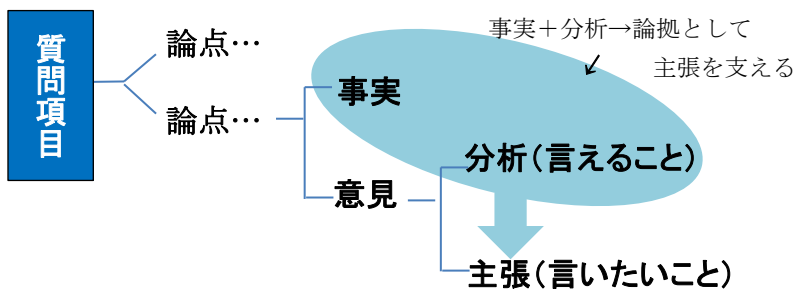 質問項目
論点…
論点…
事実＋分析→論拠として
主張を支える
↙
事実
意見
分析（言えること）
主張（言いたいこと）